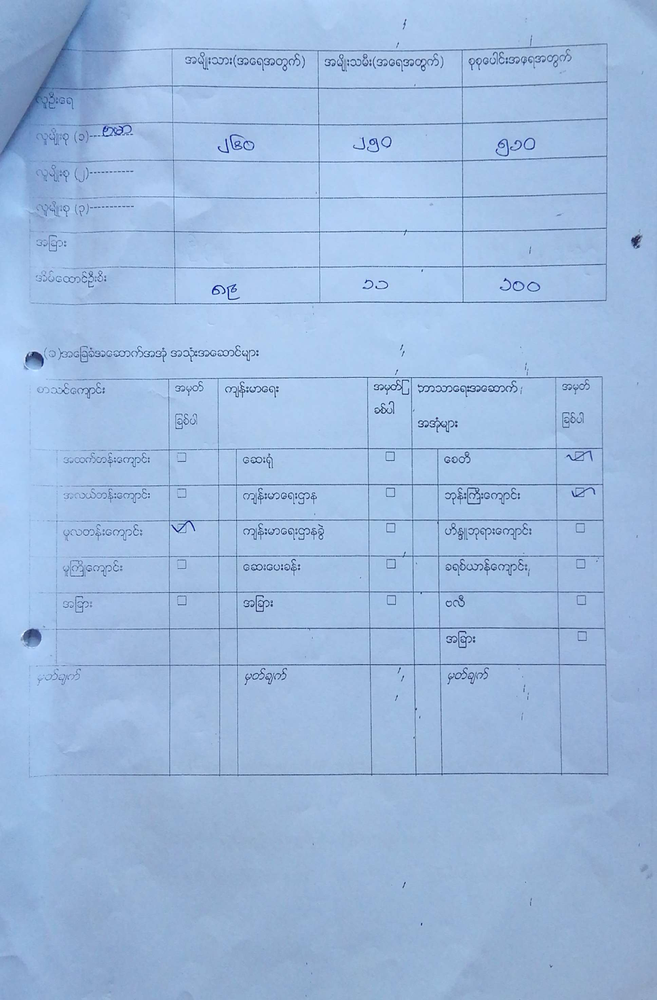 အမျိုးသား(အရေအတွက်) အမျိုးသမီး(အရေအတွက်) စုစုပေါင်းအရေအတွက်
လူဦးရေ
လူမျိုးစု (၁)---ဗမာ--- ၂၆၀ ၂၅၀ ၅၁၀
လူမျိုးစု (၂)-----------
လူမျိုးစု (၃)-----------
အခြား
အိမ်ထောင်ဦးစီး ၈၉ ၁၁ ၁၀၀
(၁)အခြေခံအဆောက်အအုံ အသုံးအဆောင်များ
စာသင်ကျောင်း အမှတ် ကျန်းမာရေး အမှတ်ြ ဘာသာရေးအဆောက် အမှတ်
ခြစ်ပါ ခစ်ပါ အအုံများ ခြစ်ပါ
အထက်တန်းကျောင်း ☐ ဆေးရုံ ☐ စေတီ ☑
အလယ်တန်းကျောင်း ☐ ကျန်းမာရေးဌာန ☐ ဘုန်းကြီးကျောင်း ☑
မူလတန်းကျောင်း ☑ ကျန်းမာရေးဌာနခွဲ ☐ ဟိန္ဒူဘုရားကျောင်း ☐
မူကြိုကျောင်း ☐ ဆေးပေးခန်း ☐ ခရစ်ယာန်ကျောင်း ☐
အခြား ☐ အခြား ☐ ဗလီ ☐
အခြား ☐
မှတ်ချက် မှတ်ချက် မှတ်ချက်